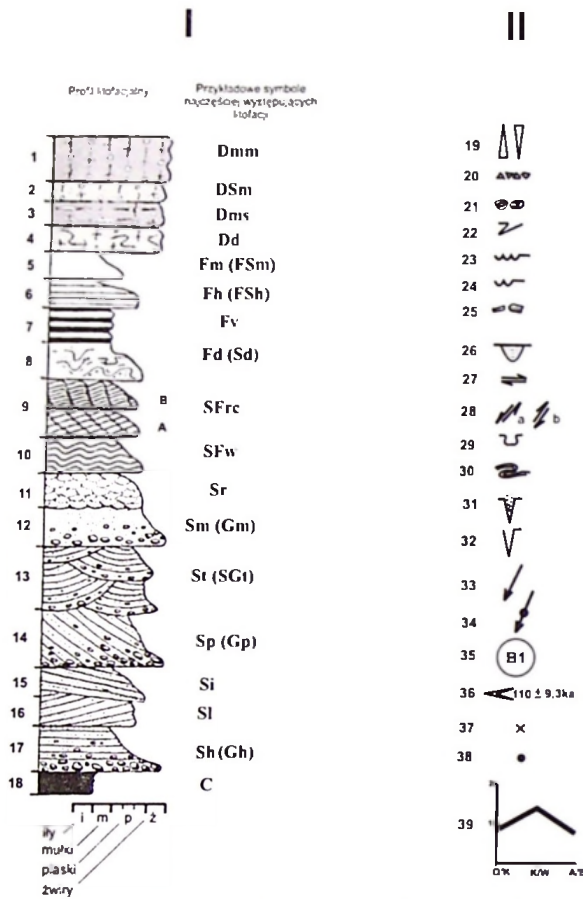 I
II
Profil litofacjalny
Przykładowe symbole
najczęściej występujących
litofacji
1 Dmm
2 DSm
3 Dms
4 Dd
5 Fm (FSm)
6 Fh (FSh)
7 Fv
8 Fd (Sd)
9 B SFrc
A
10 SFw
11 Sr
12 Sm (Gm)
13 St (SGt)
14 Sp (Gp)
15 Si
16 Sl
17 Sh (Gh)
18 C
i m p ż
iły
mułki
piaski
żwiry
19
20
21
22
23
24
25
26
27
28 a b
29
30
31
32
33
34
35 B1
36 110 ± 9,3ka
37
38
39
K/W